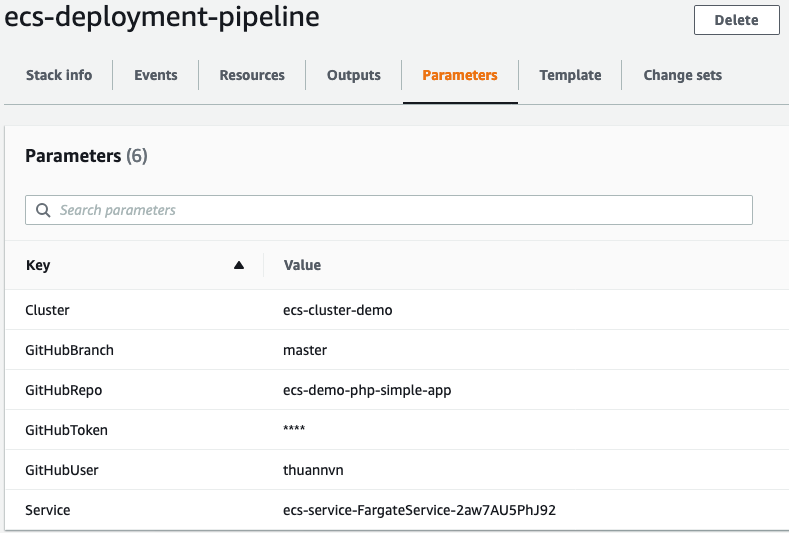 ecs-deployment-pipeline Delete
Stack info Events Resources Outputs Parameters Template Change sets
Parameters (6)
Search parameters
Key Value
Cluster ecs-cluster-demo
GitHubBranch master
GitHubRepo ecs-demo-php-simple-app
GitHubToken ****
GitHubUser thuannvn
Service ecs-service-FargateService-2aw7AU5PhJ92